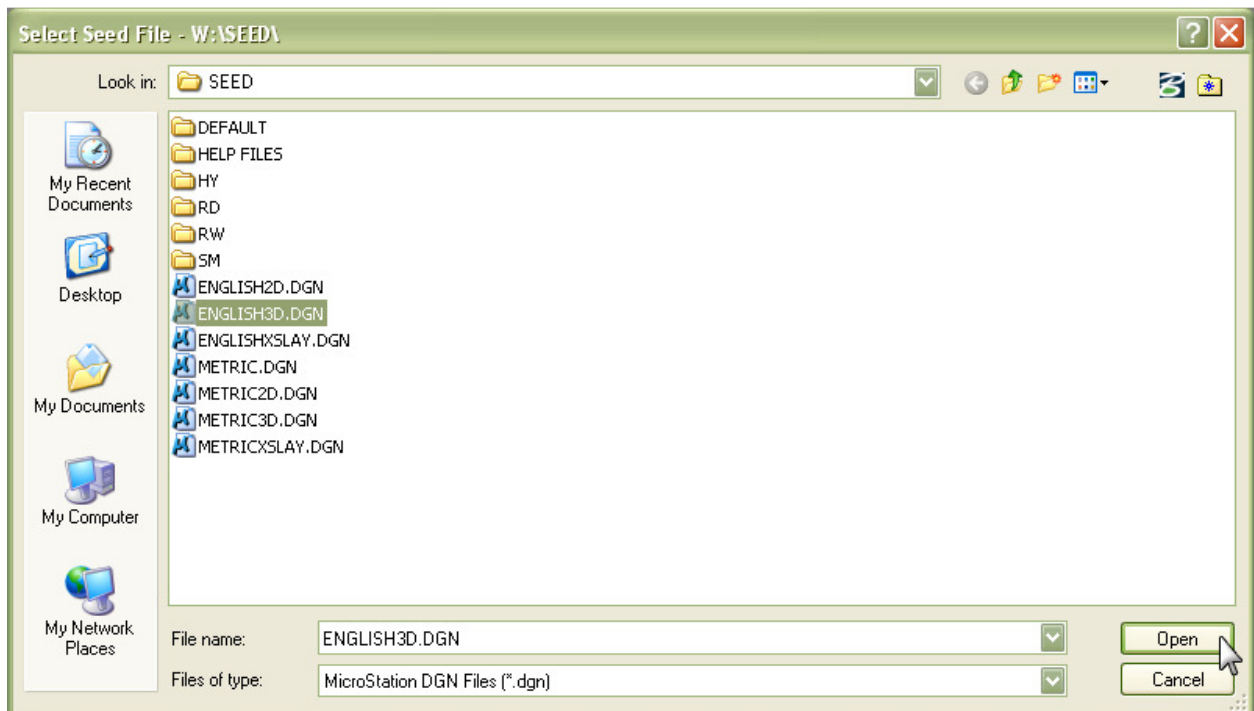 Select Seed File - W:\SEED\
Look in:
SEED
My Recent
Documents
Desktop
My Documents
My Computer
My Network
Places
DEFAULT
HELP FILES
HY
RD
RW
SM
ENGLISH2D.DGN
ENGLISH3D.DGN
ENGLISHXSLAY.DGN
METRIC.DGN
METRIC2D.DGN
METRIC3D.DGN
METRICXSLAY.DGN
File name:
ENGLISH3D.DGN
Open
Files of type:
MicroStation DGN Files (*.dgn)
Cancel